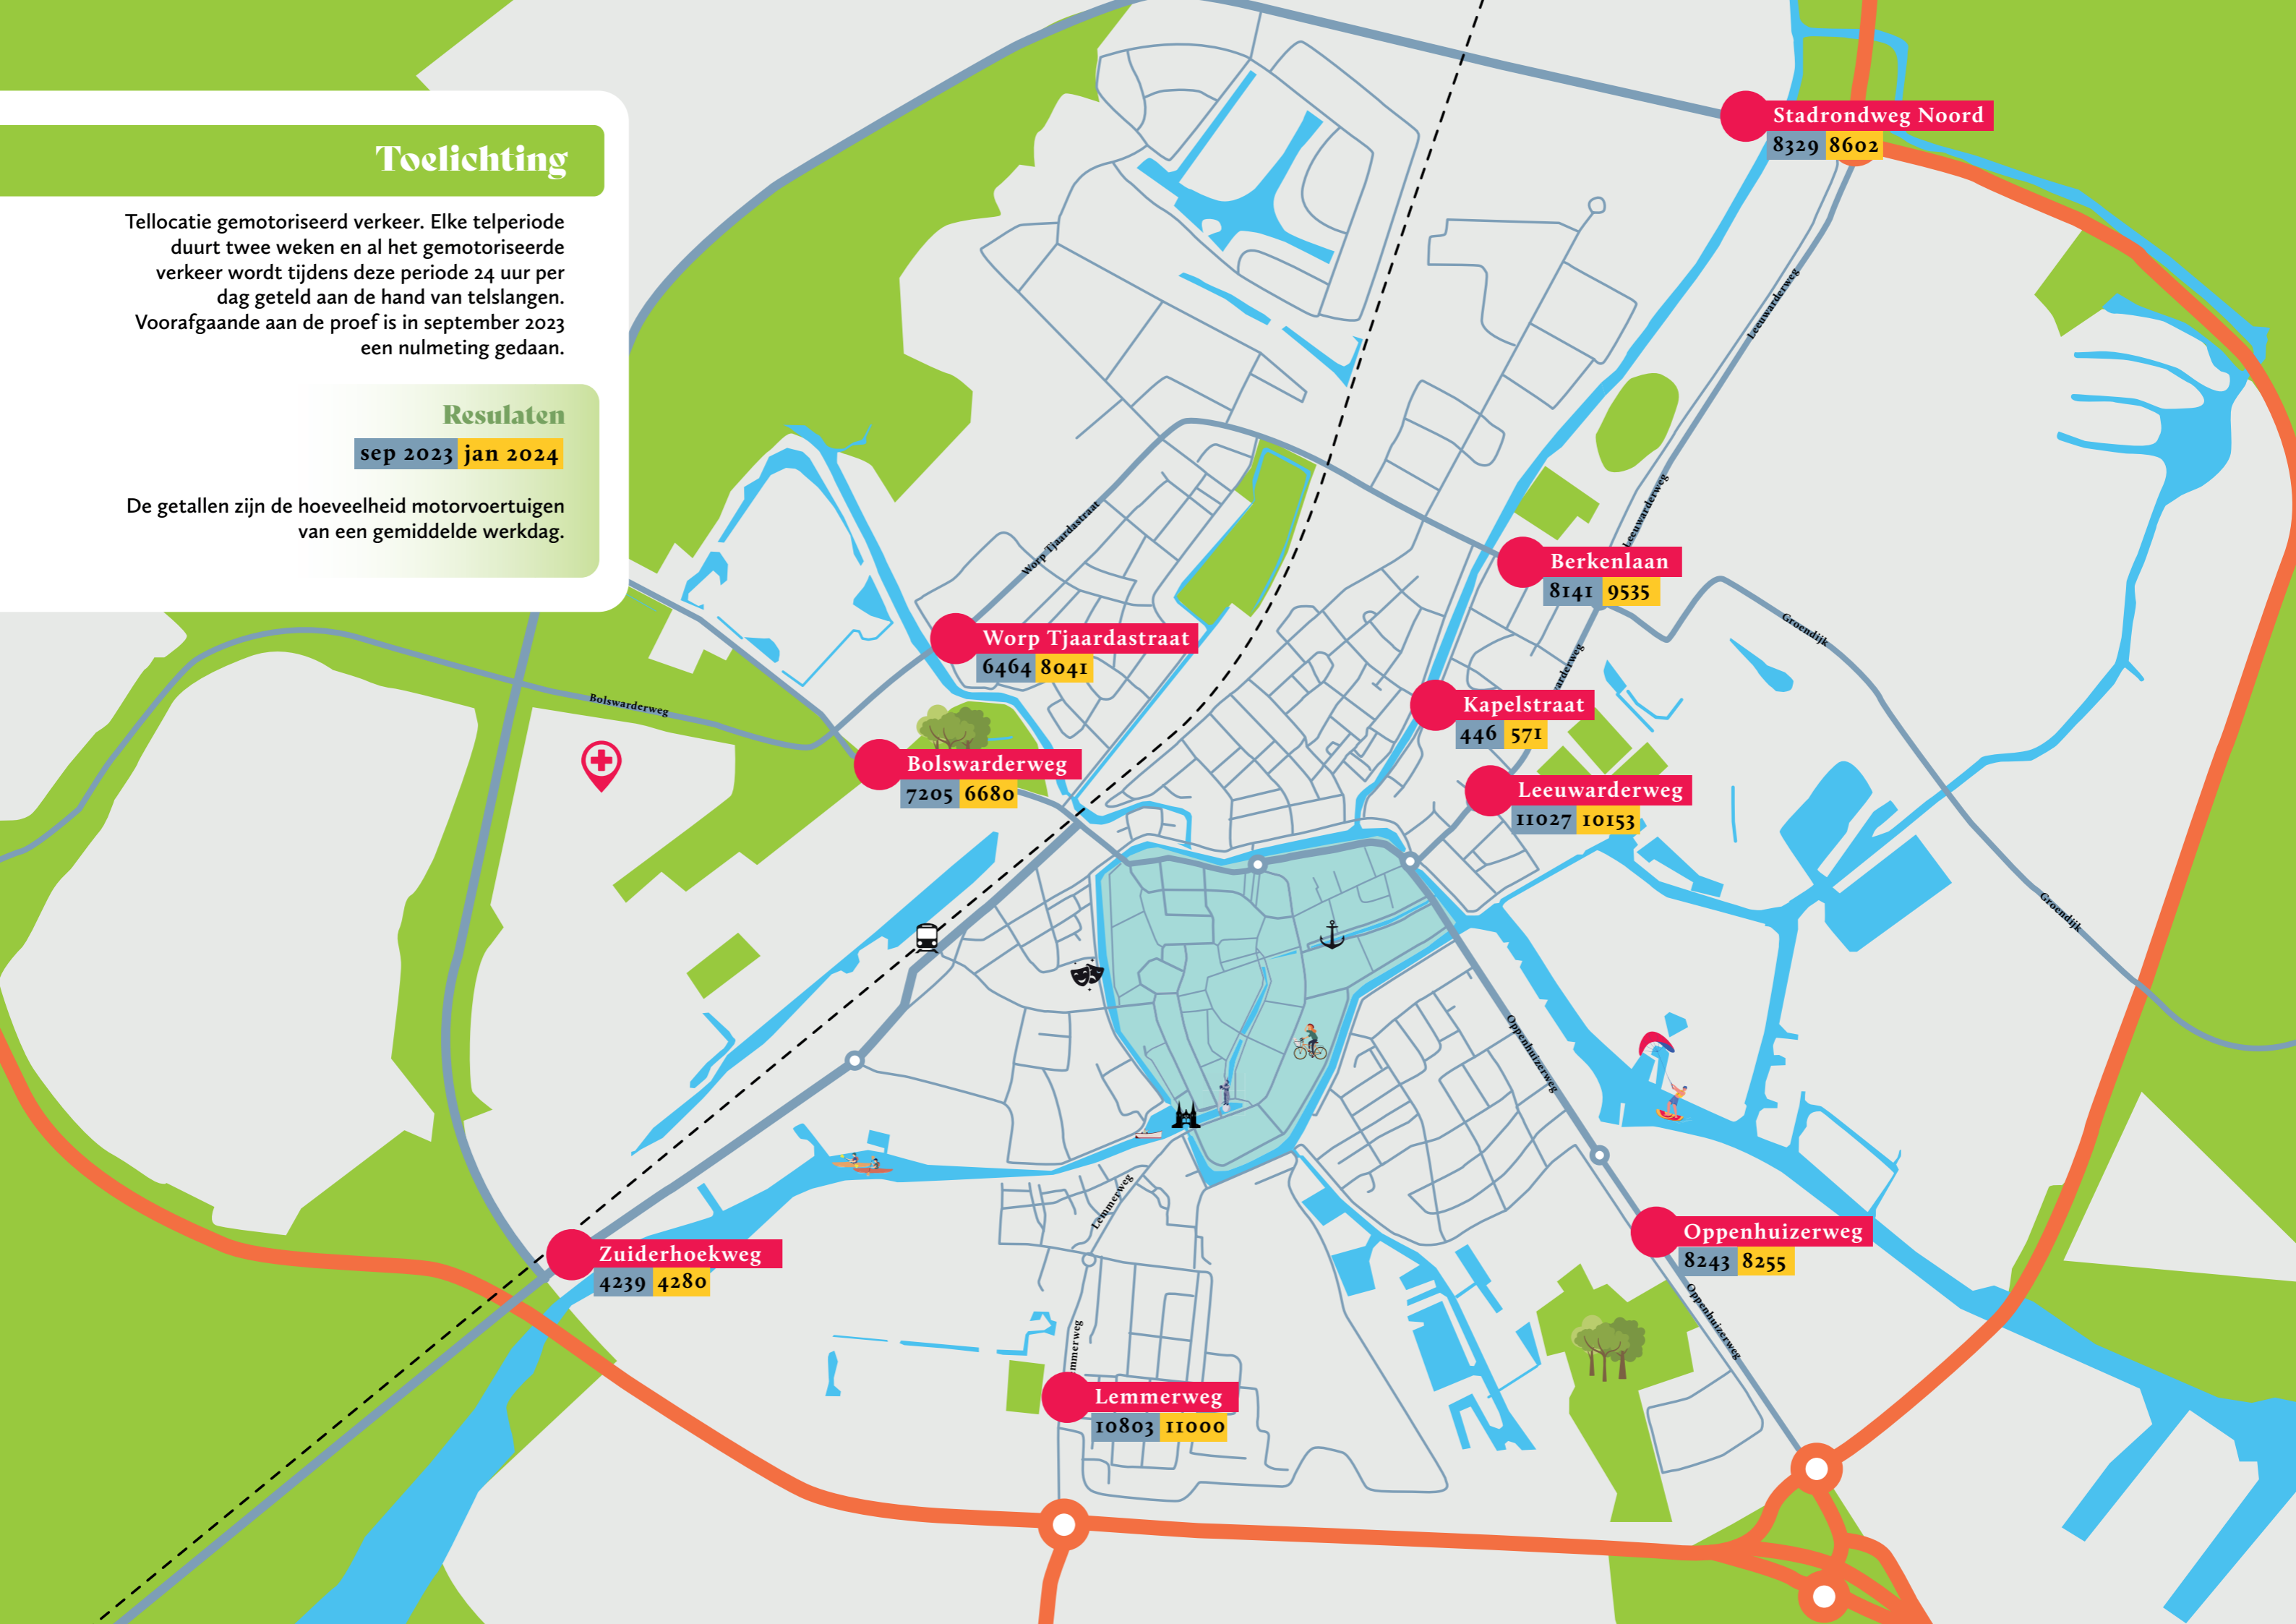 Toelichting
Tellocatie gemotoriseerd verkeer. Elke telperiode
duurt twee weken en al het gemotoriseerde
verkeer wordt tijdens deze periode 24 uur per
dag geteld aan de hand van telslangen.
Voorafgaande aan de proef is in september 2023
een nulmeting gedaan.
Resulaten
sep 2023 jan 2024
De getallen zijn de hoeveelheid motorvoertuigen
van een gemiddelde werkdag.
Stadrondweg Noord
8329 8602
Leeuwarderweg
Leeuwarderweg
Worp Tjaardastraat
Berkenlaan
8141 9535
Groendijk
Worp Tjaardastraat
6464 8041
arderweg
Bolswarderweg
Kapelstraat
446 571
Bolswarderweg
7205 6680
Leeuwarderweg
11027 10153
Groendijk
Oppenhuizerweg
Lemmerweg
Oppenhuizerweg
8243 8255
Zuiderhoekweg
4239 4280
Oppenhuizerweg
mmerweg
Lemmerweg
10803 11000